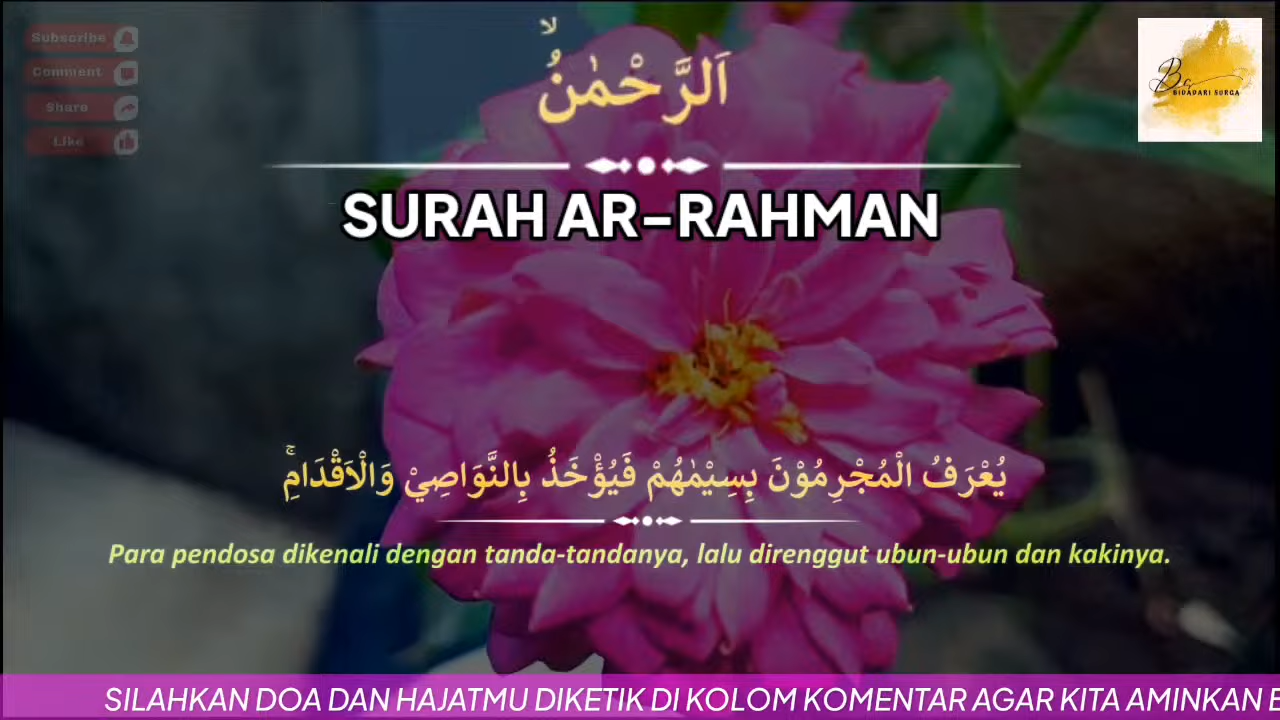 Subscribe
Comment
Share
Like
اَلرَّحْمٰنُۙ
Bs
BIDADARI SURGA
SURAH AR-RAHMAN
يُعْرَفُ الْمُجْرِمُوْنَ بِسِيْمٰهُمْ فَيُؤْخَذُ بِالنَّوَاصِيْ وَالْاَقْدَامِۚ
Para pendosa dikenali dengan tanda-tandanya, lalu direnggut ubun-ubun dan kakinya.
SILAHKAN DOA DAN HAJATMU DIKETIK DI KOLOM KOMENTAR AGAR KITA AMINKAN